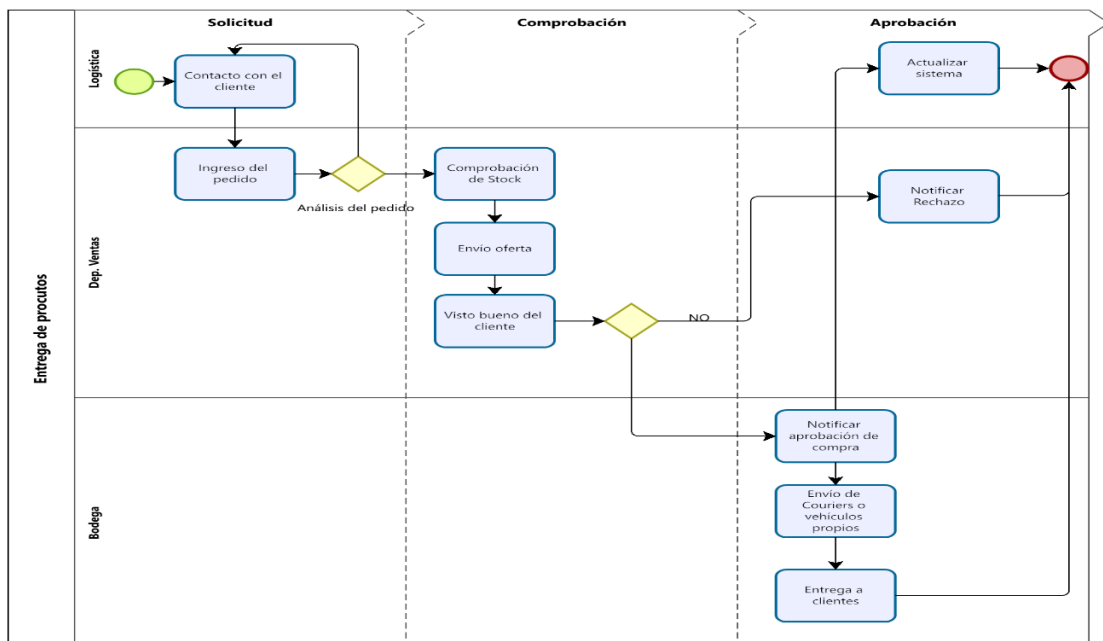 Solicitud
Comprobación
Aprobación
Entrega de procutos
Logística
Contacto con el
cliente
Actualizar
sistema
Dep. Ventas
Ingreso del
pedido
Análisis del pedido
Comprobación
de Stock
Notificar
Rechazo
Envío oferta
Visto bueno del
cliente
NO
Bodega
Notificar
aprobación de
compra
Envío de
Couriers o
vehículos
propios
Entrega a
clientes